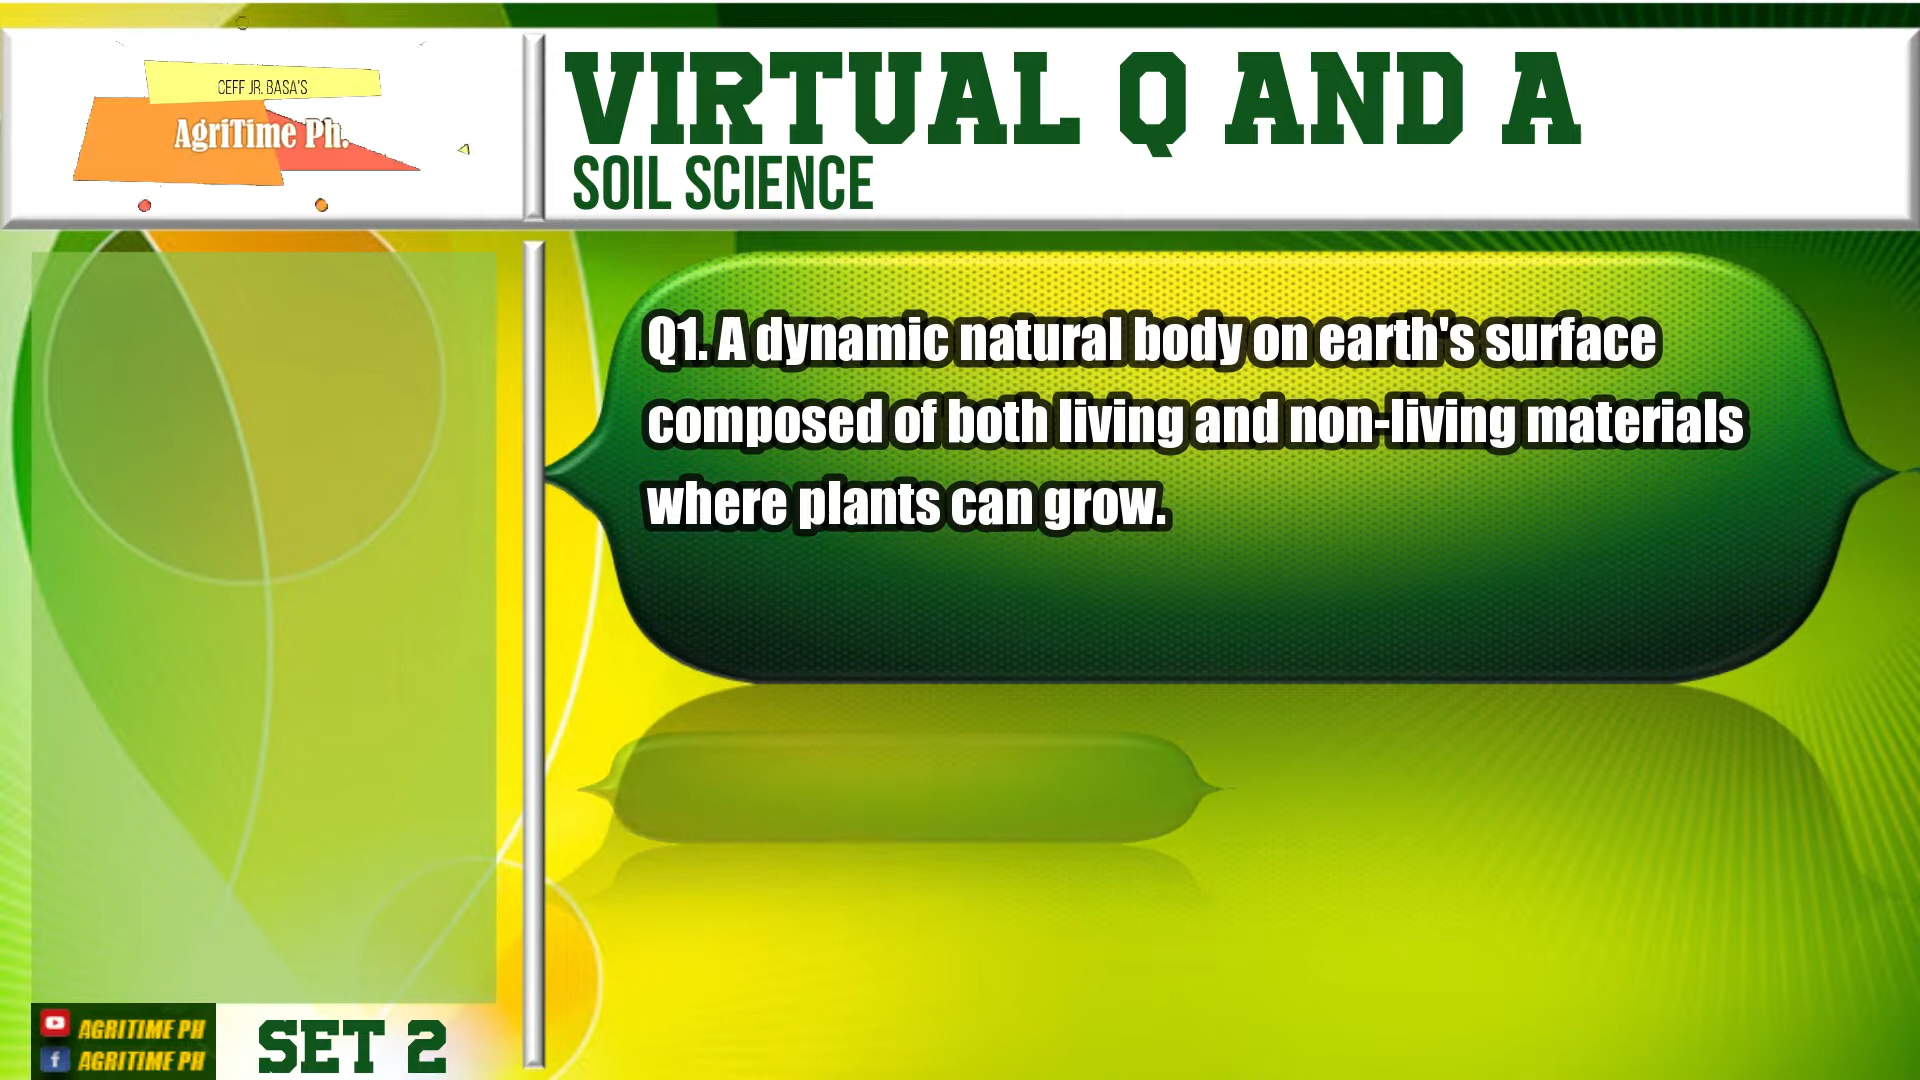 CEFF JR. BASA'S
AgriTime Ph.
VIRTUAL Q AND A
SOIL SCIENCE
Q1. A dynamic natural body on earth's surface
composed of both living and non-living materials
where plants can grow.
AGRITIME PH
AGRITIME PH
SET 2